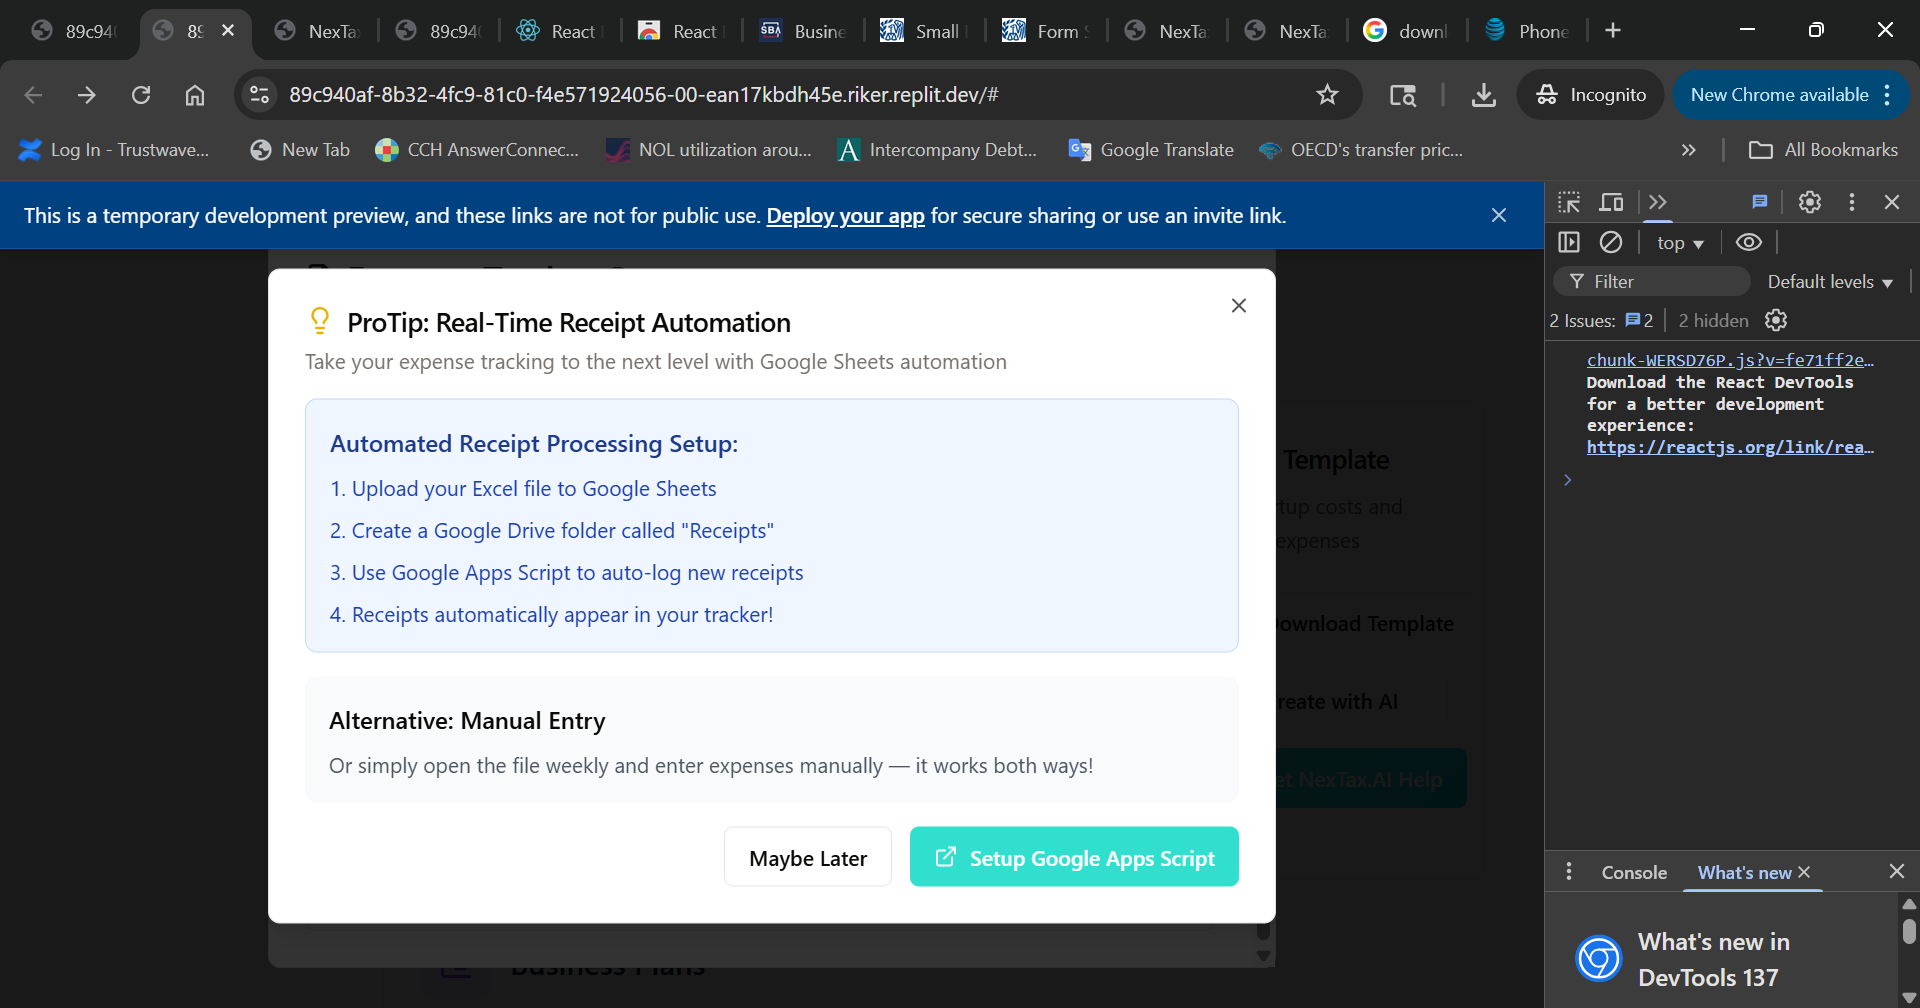 89c94
89
NexTa
89c94
React
React
Busine
Small
Form
NexTa
NexTa
downl
Phone
89c940af-8b32-4fc9-81c0-f4e571924056-00-ean17kbdh45e.riker.replit.dev/#
Incognito
New Chrome available
Log In - Trustwave...
New Tab
CCH AnswerConnec...
NOL utilization arou...
Intercompany Debt...
Google Translate
OECD's transfer pric...
All Bookmarks
This is a temporary development preview, and these links are not for public use. Deploy your app for secure sharing or use an invite link.
ProTip: Real-Time Receipt Automation
Take your expense tracking to the next level with Google Sheets automation
Automated Receipt Processing Setup:
1. Upload your Excel file to Google Sheets
2. Create a Google Drive folder called "Receipts"
3. Use Google Apps Script to auto-log new receipts
4. Receipts automatically appear in your tracker!
Alternative: Manual Entry
Or simply open the file weekly and enter expenses manually — it works both ways!
Maybe Later
Setup Google Apps Script
Template
tup costs and
expenses
ownload Template
reate with AI
et NexTax.AI Help
Business Plans
top
Filter
Default levels
2 Issues: 2
2 hidden
chunk-WERSD76P.js?v=fe71ff2e…
Download the React DevTools
for a better development
experience:
https://reactjs.org/link/rea…
Console
What's new
What's new in
DevTools 137